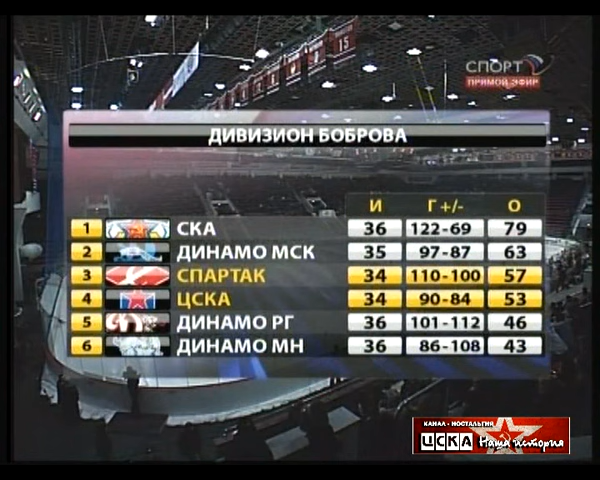 15
СПОРТ
ПРЯМОЙ ЭФИР
ДИВИЗИОН БОБРОВА
И Г +/- О
1 СКА 36 122-69 79
2 ДИНАМО МСК 35 97-87 63
3 СПАРТАК 34 110-100 57
4 ЦСКА 34 90-84 53
5 ДИНАМО РГ 36 101-112 46
6 ДИНАМО МН 36 86-108 43
КАНАЛ - НОСТАЛЬГИЯ
ЦСКА Наша история